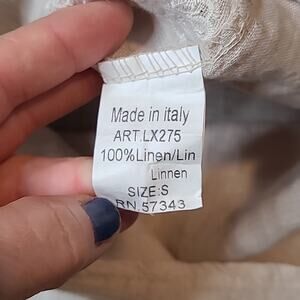 Made in italy
ART.LX275
100%Linen/Lin
Linnen
SIZE:S
RN 57343